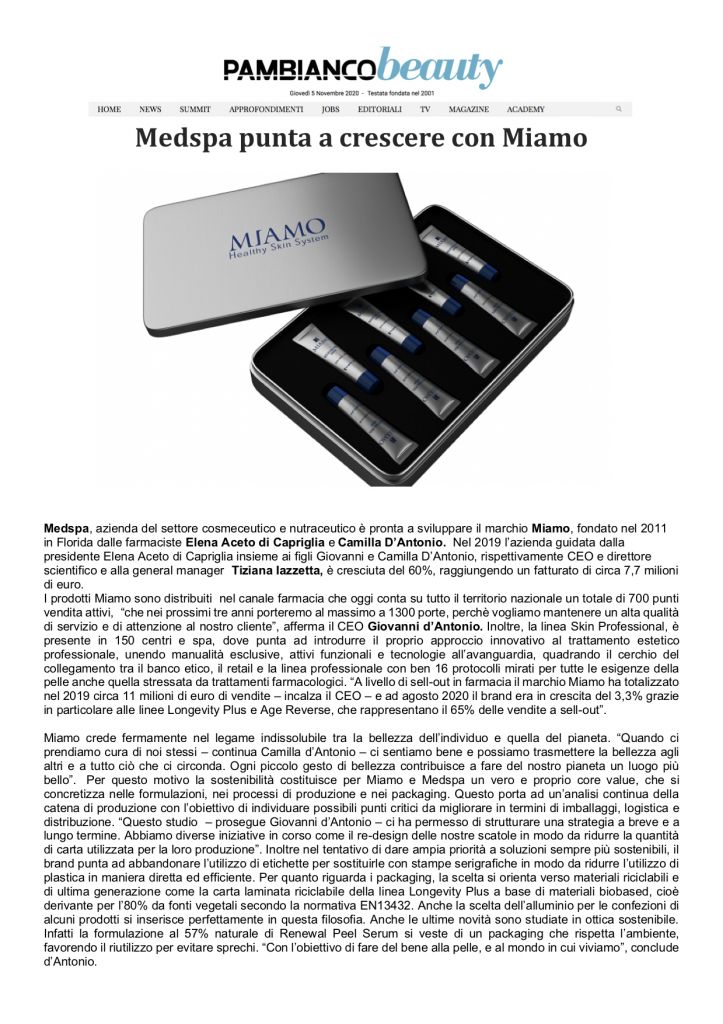 PAMBIANCObeauty
Giovedì 5 Novembre 2020 - Testata fondata nel 2001
HOME NEWS SUMMIT APPROFONDIMENTI JOBS EDITORIALI TV MAGAZINE ACADEMY
Medspa punta a crescere con Miamo
MIAMO
Healthy Skin System
Medspa, azienda del settore cosmeceutico e nutraceutico è pronta a sviluppare il marchio Miamo, fondato nel 2011
in Florida dalle farmaciste Elena Aceto di Capriglia e Camilla D'Antonio. Nel 2019 l'azienda guidata dalla
presidente Elena Aceto di Capriglia insieme ai figli Giovanni e Camilla D'Antonio, rispettivamente CEO e direttore
scientifico e alla general manager Tiziana Iazzetta, è cresciuta del 60%, raggiungendo un fatturato di circa 7,7 milioni
di euro.
I prodotti Miamo sono distribuiti nel canale farmacia che oggi conta su tutto il territorio nazionale un totale di 700 punti
vendita attivi, “che nei prossimi tre anni porteremo al massimo a 1300 porte, perchè vogliamo mantenere un alta qualità
di servizio e di attenzione al nostro cliente”, afferma il CEO Giovanni d'Antonio. Inoltre, la linea Skin Professional, è
presente in 150 centri e spa, dove punta ad introdurre il proprio approccio innovativo al trattamento estetico
professionale, unendo manualità esclusive, attivi funzionali e tecnologie all'avanguardia, quadrando il cerchio del
collegamento tra il banco etico, il retail e la linea professionale con ben 16 protocolli mirati per tutte le esigenze della
pelle anche quella stressata da trattamenti farmacologici. “A livello di sell-out in farmacia il marchio Miamo ha totalizzato
nel 2019 circa 11 milioni di euro di vendite – incalza il CEO – e ad agosto 2020 il brand era in crescita del 3,3% grazie
in particolare alle linee Longevity Plus e Age Reverse, che rappresentano il 65% delle vendite a sell-out”.
Miamo crede fermamente nel legame indissolubile tra la bellezza dell'individuo e quella del pianeta. “Quando ci
prendiamo cura di noi stessi – continua Camilla d'Antonio – ci sentiamo bene e possiamo trasmettere la bellezza agli
altri e a tutto ciò che ci circonda. Ogni piccolo gesto di bellezza contribuisce a fare del nostro pianeta un luogo più
bello”. Per questo motivo la sostenibilità costituisce per Miamo e Medspa un vero e proprio core value, che si
concretizza nelle formulazioni, nei processi di produzione e nei packaging. Questo porta ad un'analisi continua della
catena di produzione con l'obiettivo di individuare possibili punti critici da migliorare in termini di imballaggi, logistica e
distribuzione. “Questo studio – prosegue Giovanni d'Antonio – ci ha permesso di strutturare una strategia a breve e a
lungo termine. Abbiamo diverse iniziative in corso come il re-design delle nostre scatole in modo da ridurre la quantità
di carta utilizzata per la loro produzione”. Inoltre nel tentativo di dare ampia priorità a soluzioni sempre più sostenibili, il
brand punta ad abbandonare l'utilizzo di etichette per sostituirle con stampe serigrafiche in modo da ridurre l'utilizzo di
plastica in maniera diretta ed efficiente. Per quanto riguarda i packaging, la scelta si orienta verso materiali riciclabili e
di ultima generazione come la carta laminata riciclabile della linea Longevity Plus a base di materiali biobased, cioè
derivante per l'80% da fonti vegetali secondo la normativa EN13432. Anche la scelta dell'alluminio per le confezioni di
alcuni prodotti si inserisce perfettamente in questa filosofia. Anche le ultime novità sono studiate in ottica sostenibile.
Infatti la formulazione al 57% naturale di Renewal Peel Serum si veste di un packaging che rispetta l'ambiente,
favorendo il riutilizzo per evitare sprechi. “Con l'obiettivo di fare del bene alla pelle, e al mondo in cui viviamo”, conclude
d'Antonio.